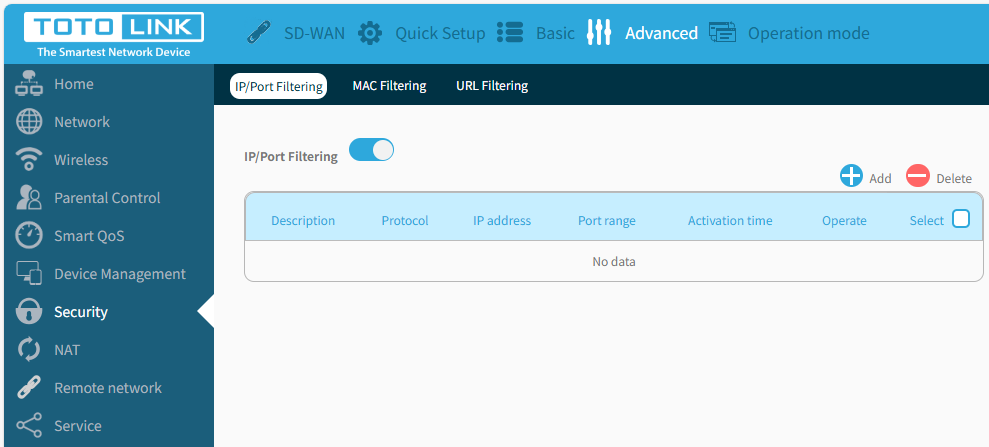 TOTO LINK
The Smartest Network Device
SD-WAN Quick Setup Basic Advanced Operation mode
Home
Network
Wireless
Parental Control
Smart QoS
Device Management
Security
NAT
Remote network
Service
IP/Port Filtering MAC Filtering URL Filtering
IP/Port Filtering
Add Delete
Description Protocol IP address Port range Activation time Operate Select
No data